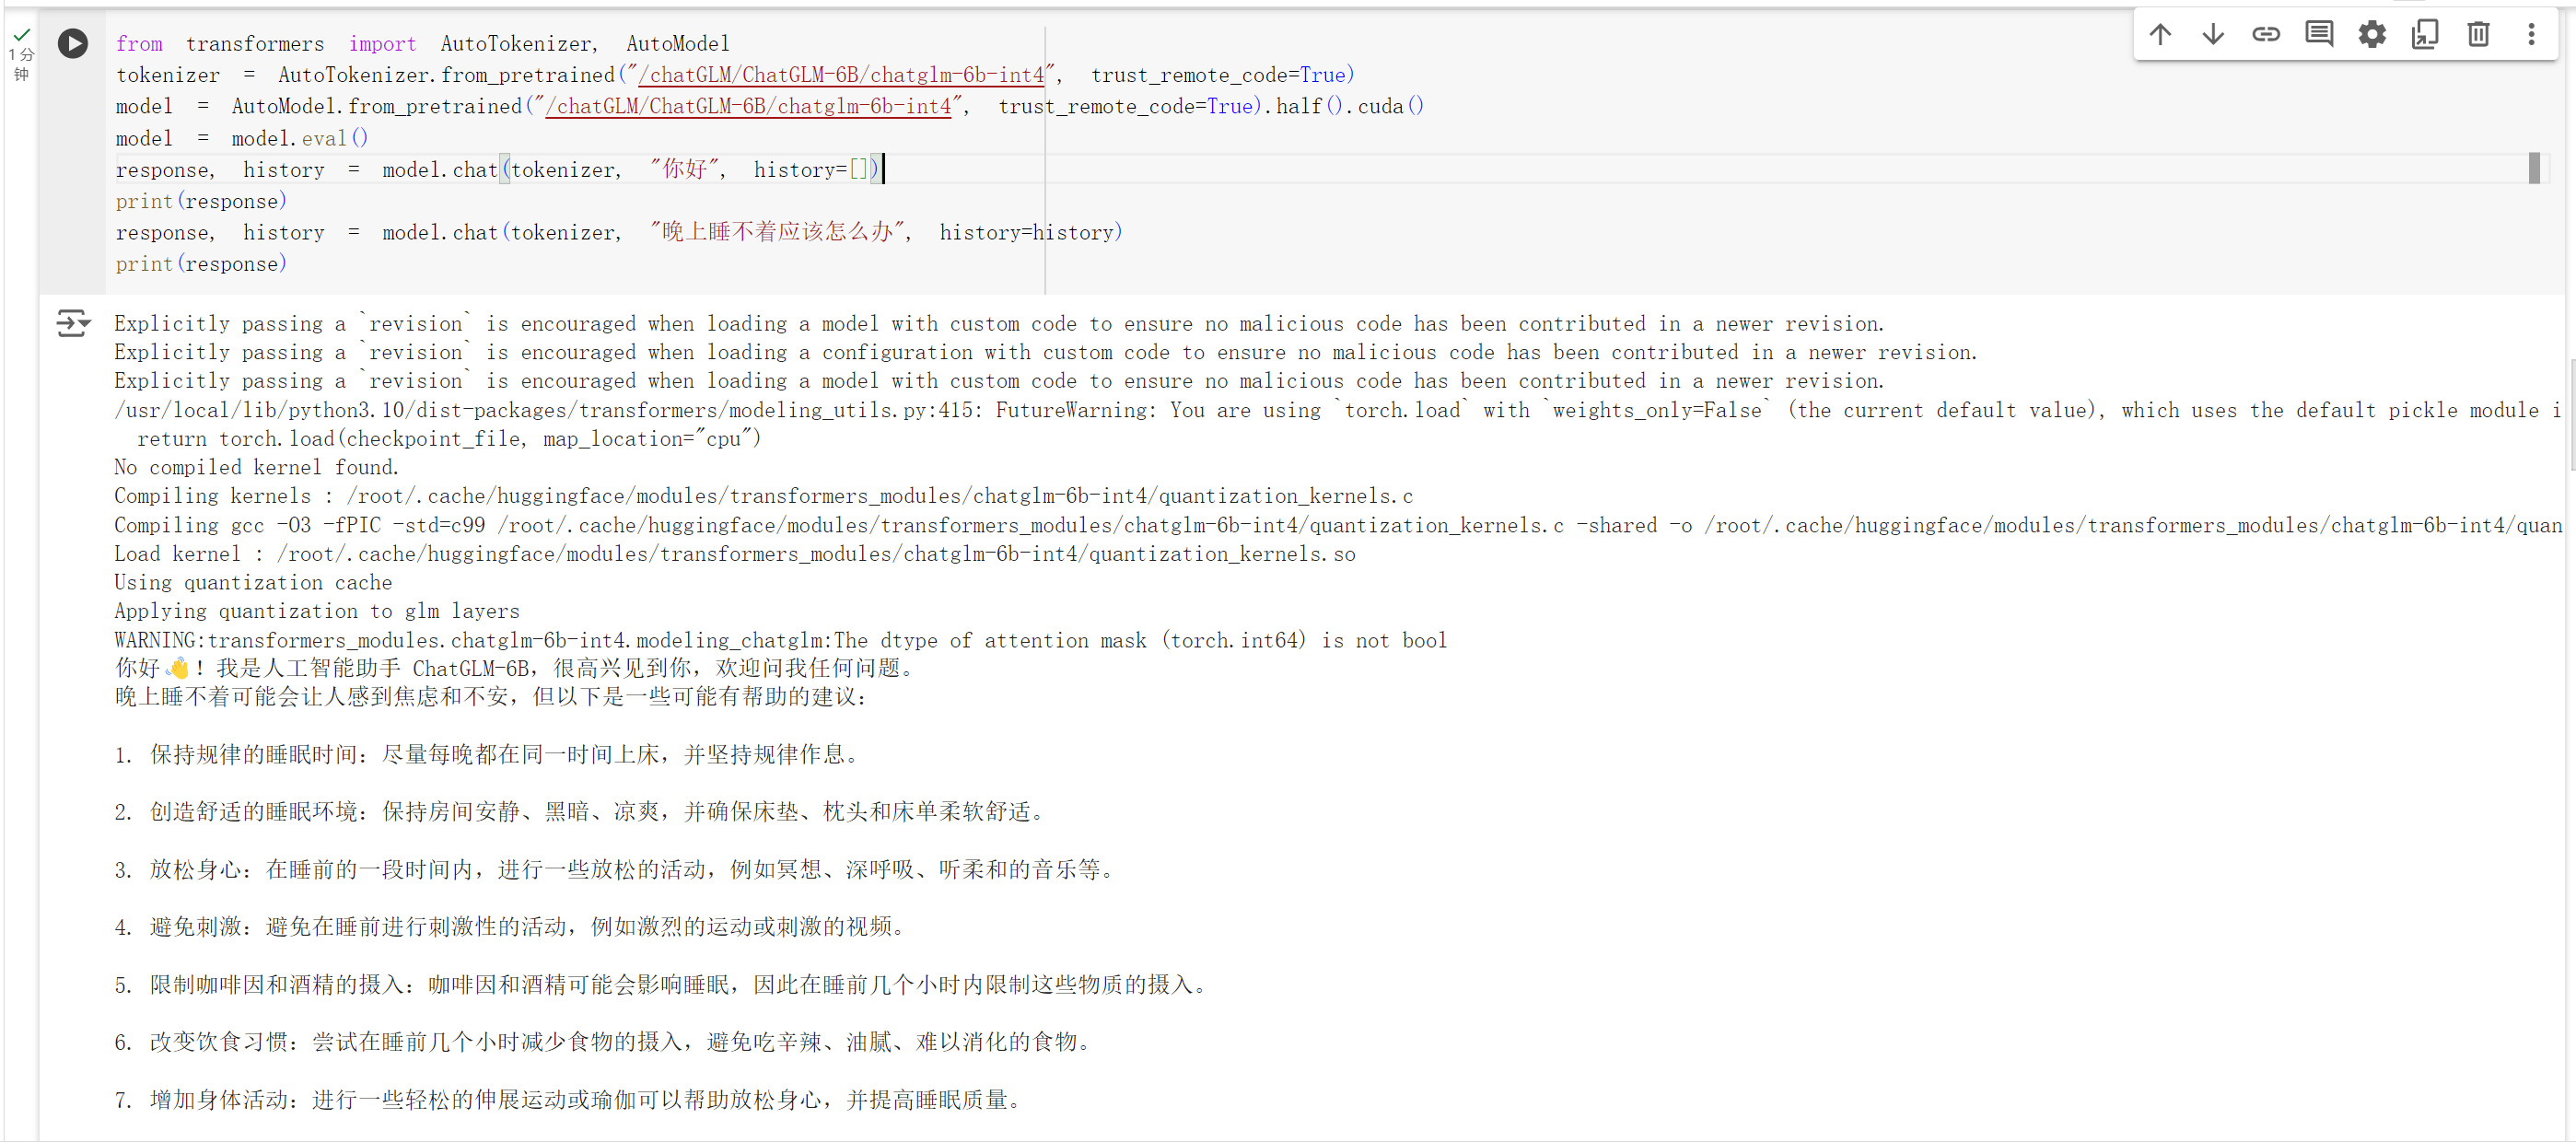 1 分
钟
from transformers import AutoTokenizer, AutoModel
tokenizer = AutoTokenizer.from_pretrained("/chatGLM/ChatGLM-6B/chatglm-6b-int4", trust_remote_code=True)
model = AutoModel.from_pretrained("/chatGLM/ChatGLM-6B/chatglm-6b-int4", trust_remote_code=True).half().cuda()
model = model.eval()
response, history = model.chat(tokenizer, "你好", history=[])
print(response)
response, history = model.chat(tokenizer, "晚上睡不着应该怎么办", history=history)
print(response)
Explicitly passing a `revision` is encouraged when loading a model with custom code to ensure no malicious code has been contributed in a newer revision.
Explicitly passing a `revision` is encouraged when loading a configuration with custom code to ensure no malicious code has been contributed in a newer revision.
Explicitly passing a `revision` is encouraged when loading a model with custom code to ensure no malicious code has been contributed in a newer revision.
/usr/local/lib/python3.10/dist-packages/transformers/modeling_utils.py:415: FutureWarning: You are using `torch.load` with `weights_only=False` (the current default value), which uses the default pickle module i
return torch.load(checkpoint_file, map_location="cpu")
No compiled kernel found.
Compiling kernels : /root/.cache/huggingface/modules/transformers_modules/chatglm-6b-int4/quantization_kernels.c
Compiling gcc -O3 -fPIC -std=c99 /root/.cache/huggingface/modules/transformers_modules/chatglm-6b-int4/quantization_kernels.c -shared -o /root/.cache/huggingface/modules/transformers_modules/chatglm-6b-int4/quan
Load kernel : /root/.cache/huggingface/modules/transformers_modules/chatglm-6b-int4/quantization_kernels.so
Using quantization cache
Applying quantization to glm layers
WARNING:transformers_modules.chatglm-6b-int4.modeling_chatglm:The dtype of attention mask (torch.int64) is not bool
你好👋！我是人工智能助手 ChatGLM-6B，很高兴见到你，欢迎问我任何问题。
晚上睡不着可能会让人感到焦虑和不安，但以下是一些可能有帮助的建议：
1. 保持规律的睡眠时间：尽量每晚都在同一时间上床，并坚持规律作息。
2. 创造舒适的睡眠环境：保持房间安静、黑暗、凉爽，并确保床垫、枕头和床单柔软舒适。
3. 放松身心：在睡前的一段时间内，进行一些放松的活动，例如冥想、深呼吸、听柔和的音乐等。
4. 避免刺激：避免在睡前进行刺激性的活动，例如激烈的运动或刺激的视频。
5. 限制咖啡因和酒精的摄入：咖啡因和酒精可能会影响睡眠，因此在睡前几个小时内限制这些物质的摄入。
6. 改变饮食习惯：尝试在睡前几个小时减少食物的摄入，避免吃辛辣、油腻、难以消化的食物。
7. 增加身体活动：进行一些轻松的伸展运动或瑜伽可以帮助放松身心，并提高睡眠质量。